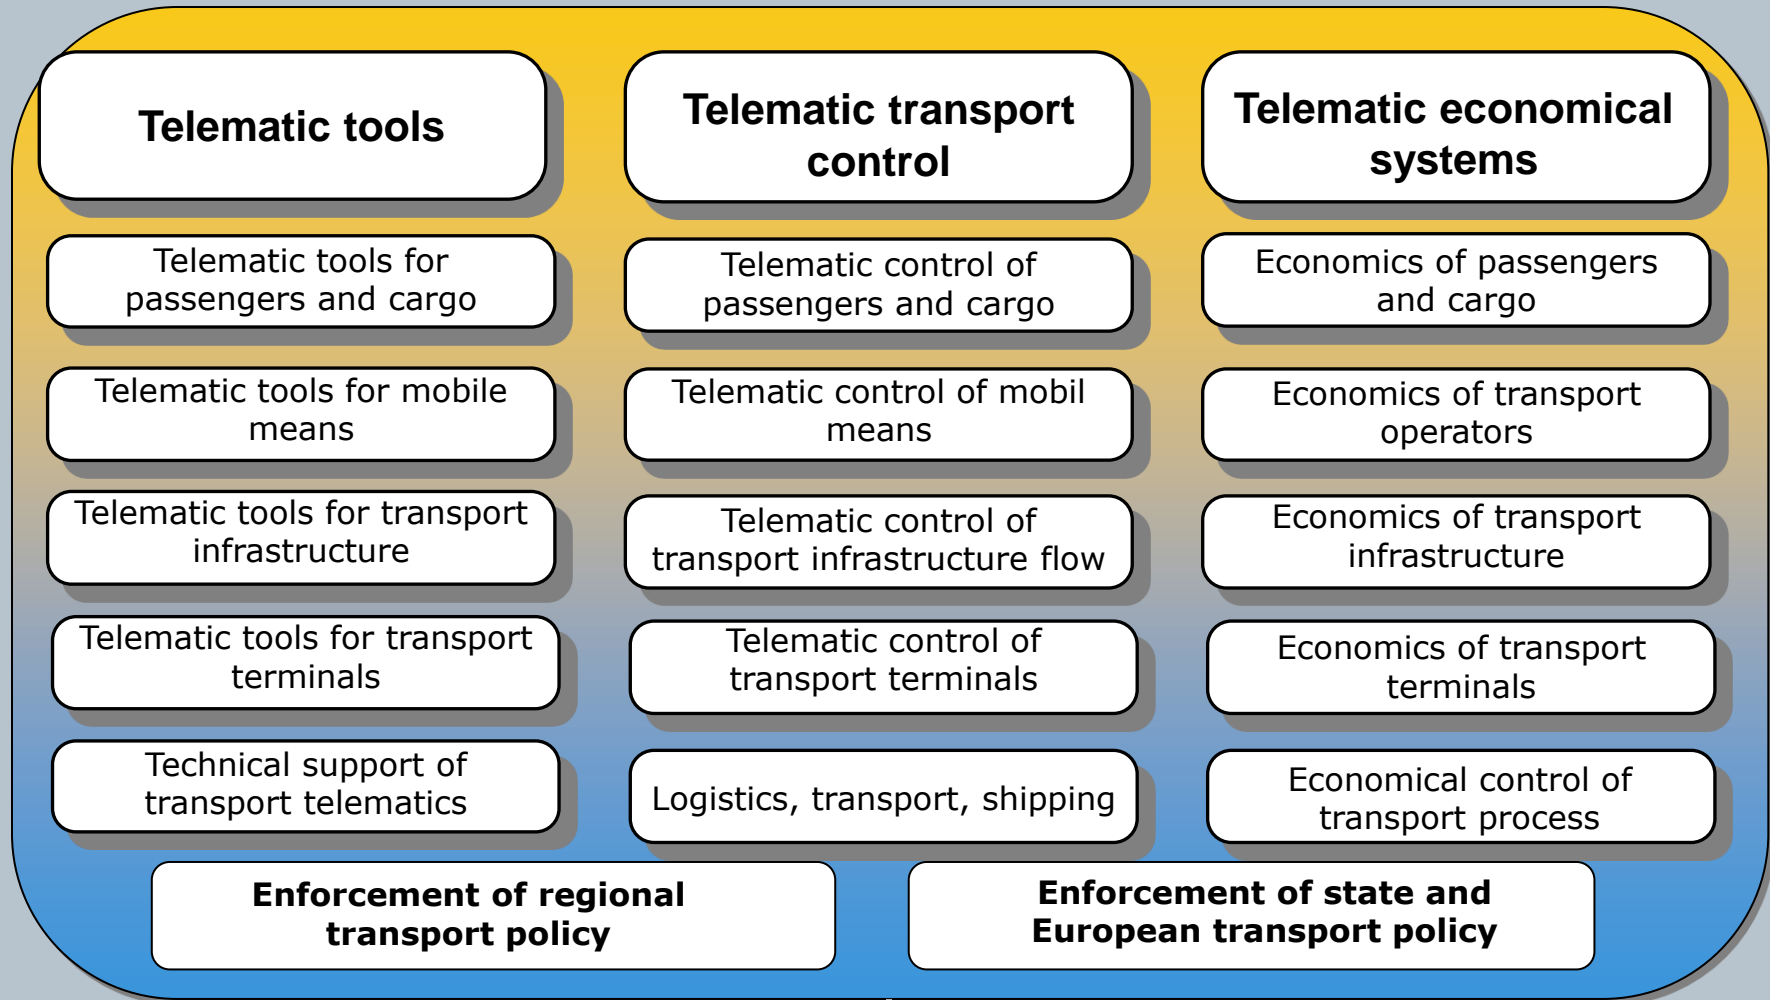 Telematic tools
Telematic transport
control
Telematic economical
systems
Telematic tools for
passengers and cargo
Telematic control of
passengers and cargo
Economics of passengers
and cargo
Telematic tools for mobile
means
Telematic control of mobil
means
Economics of transport
operators
Telematic tools for transport
infrastructure
Telematic control of
transport infrastructure flow
Economics of transport
infrastructure
Telematic tools for transport
terminals
Telematic control of
transport terminals
Economics of transport
terminals
Technical support of
transport telematics
Logistics, transport, shipping
Economical control of
transport process
Enforcement of regional
transport policy
Enforcement of state and
European transport policy